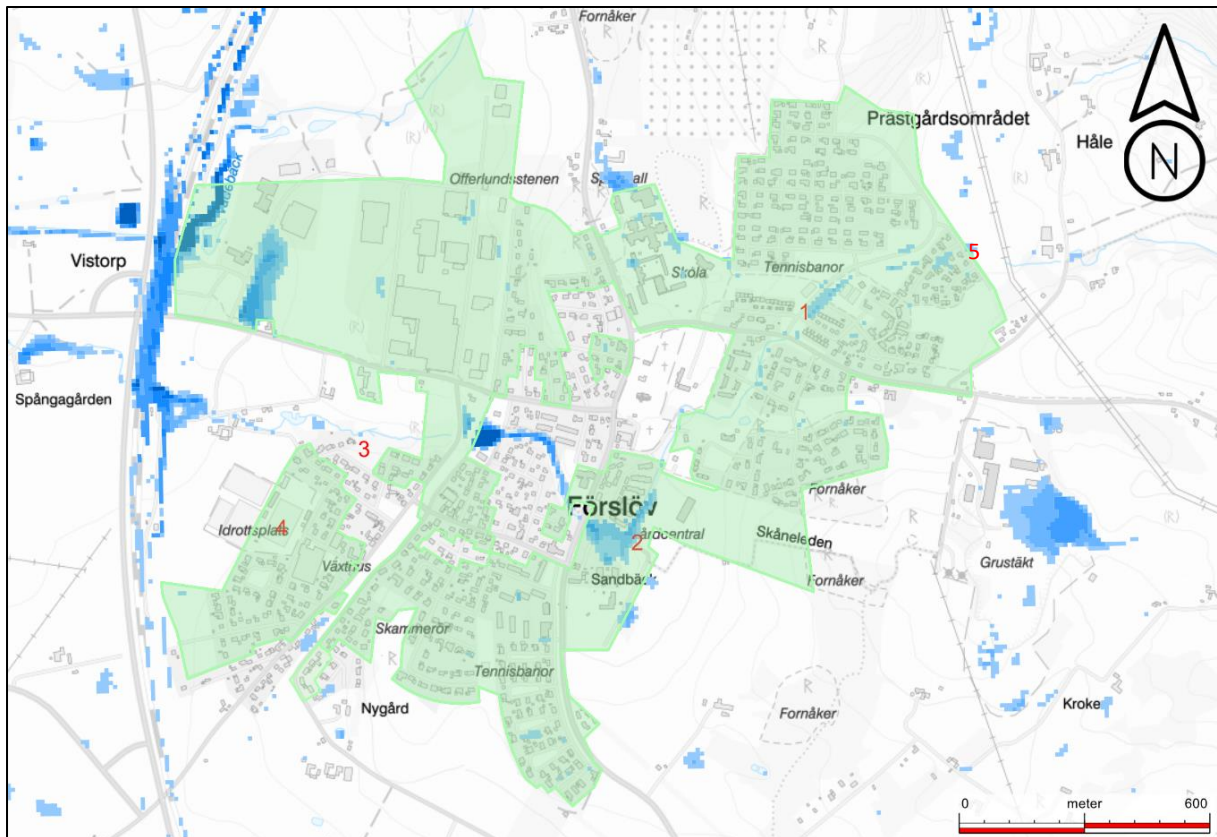 Fornåker
R
(R)
Prästgårdsområdet
Håle
Offerlundsstenen
N
Vistorp
Skola
Tennisbanor
5
1
Spångagården
3
Förslöv
Fornåker
Idrottsplats
4
2
Skåneleden
Växthus
Sandbäck
Fornåker
Grustäkt
Skammerör
Tennisbanor
Nygård
Fornåker
Kroke
0 meter 600